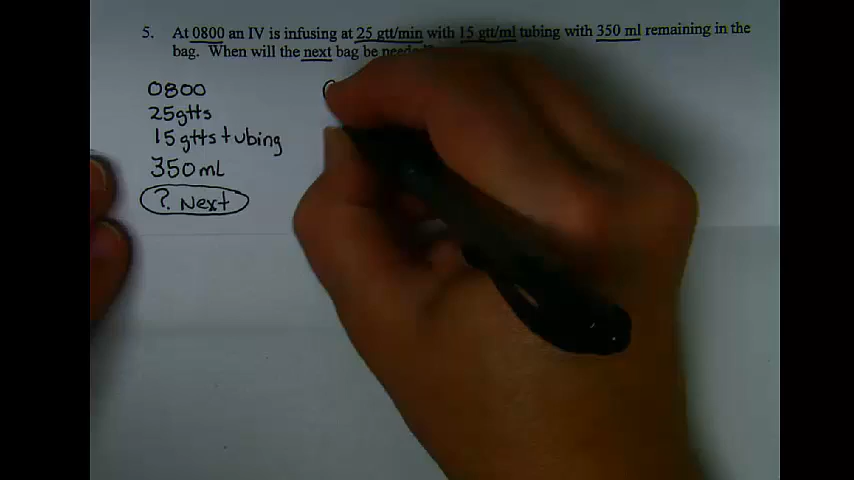 5. At 0800 an IV is infusing at 25 gtt/min with 15 gtt/ml tubing with 350 ml remaining in the
bag. When will the next bag be needed?
0800
25gtts
15 gtts tubing
350mL
? Next